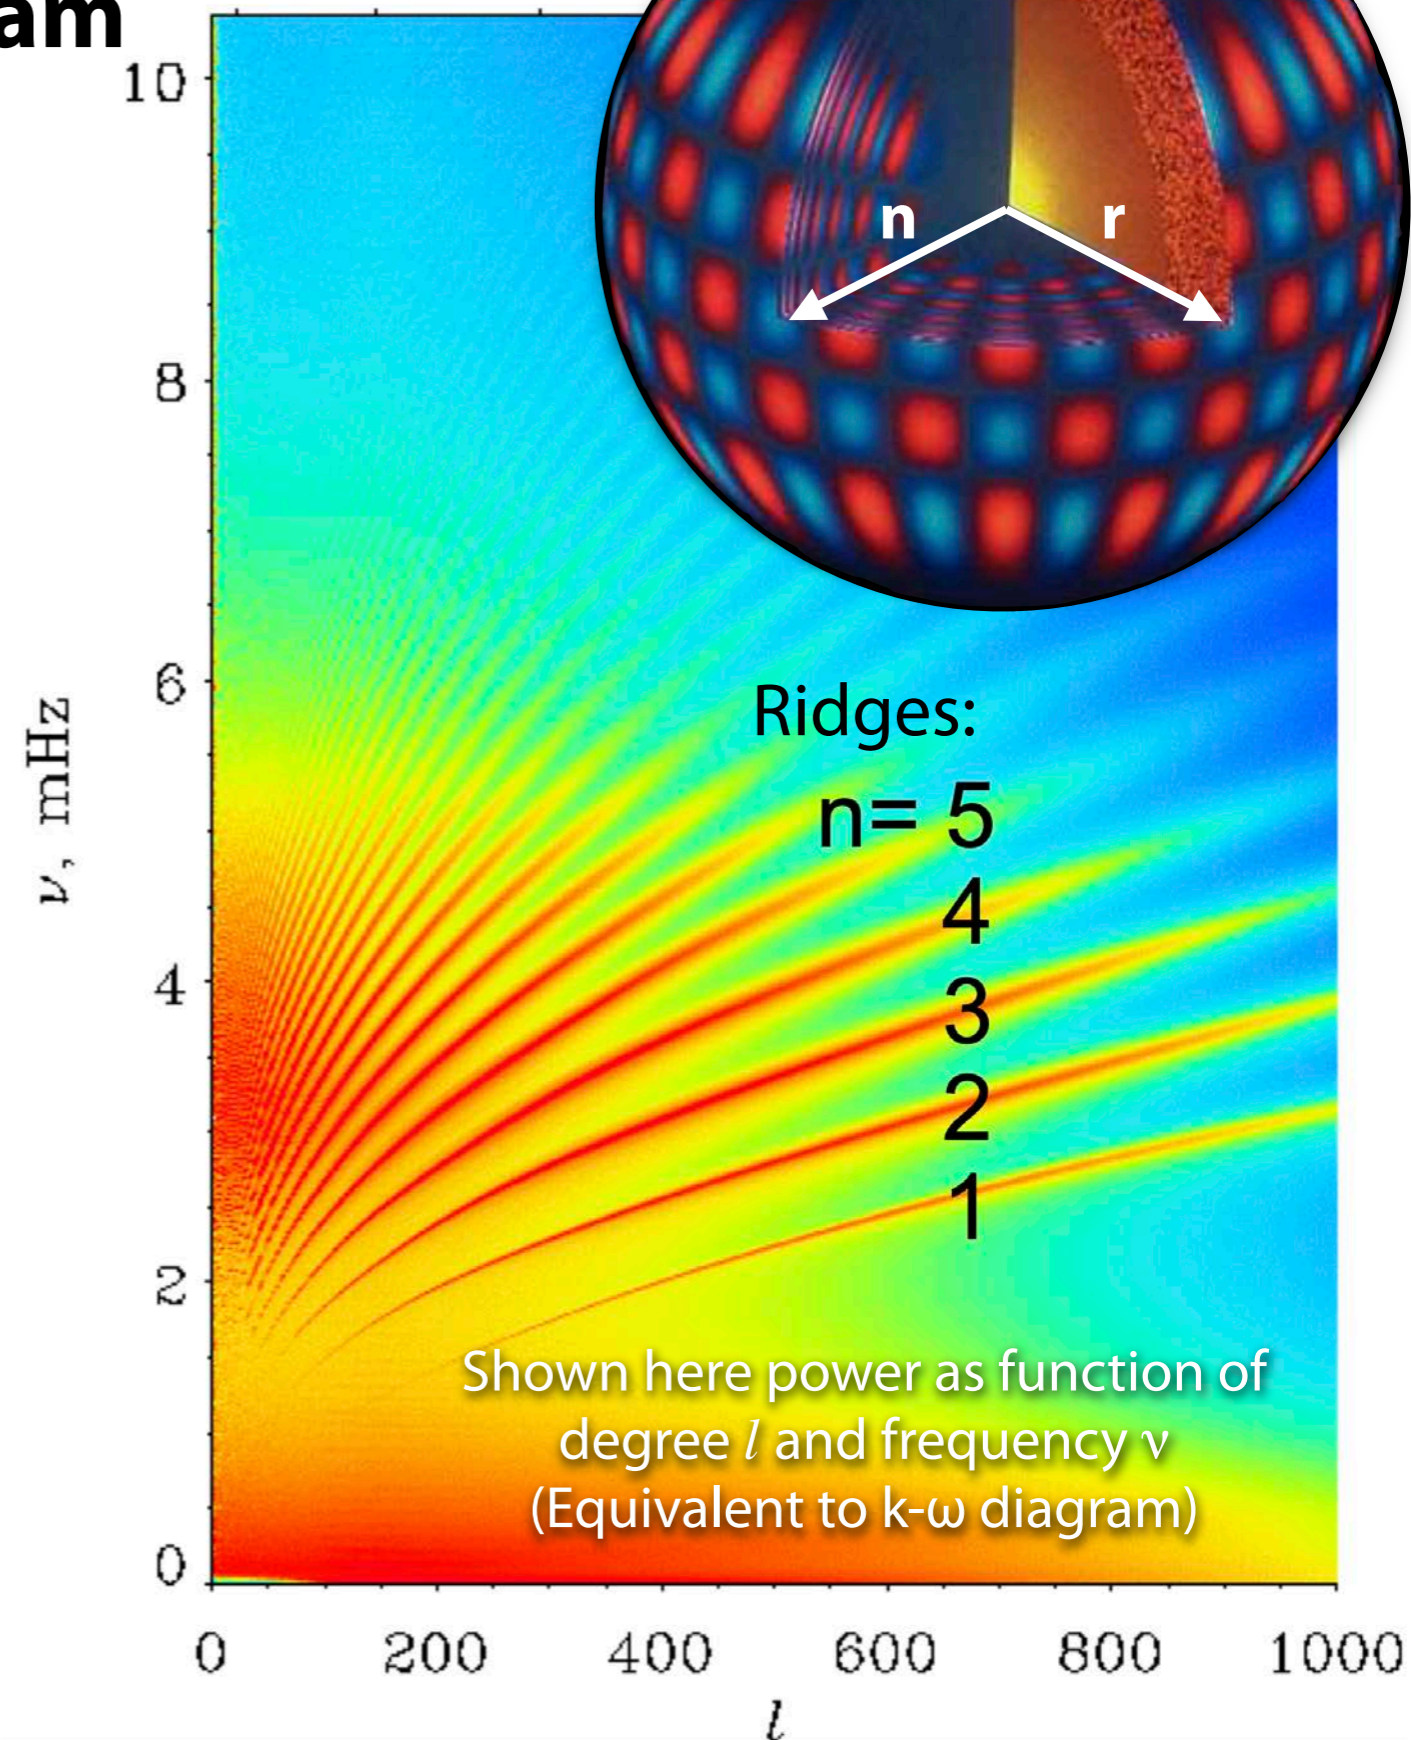 am
10
8
6
4
2
0
ν, mHz
n
r
Ridges:
n= 5
4
3
2
1
Shown here power as function of
degree l and frequency ν
(Equivalent to k-ω diagram)
0 200 400 600 800 1000
l